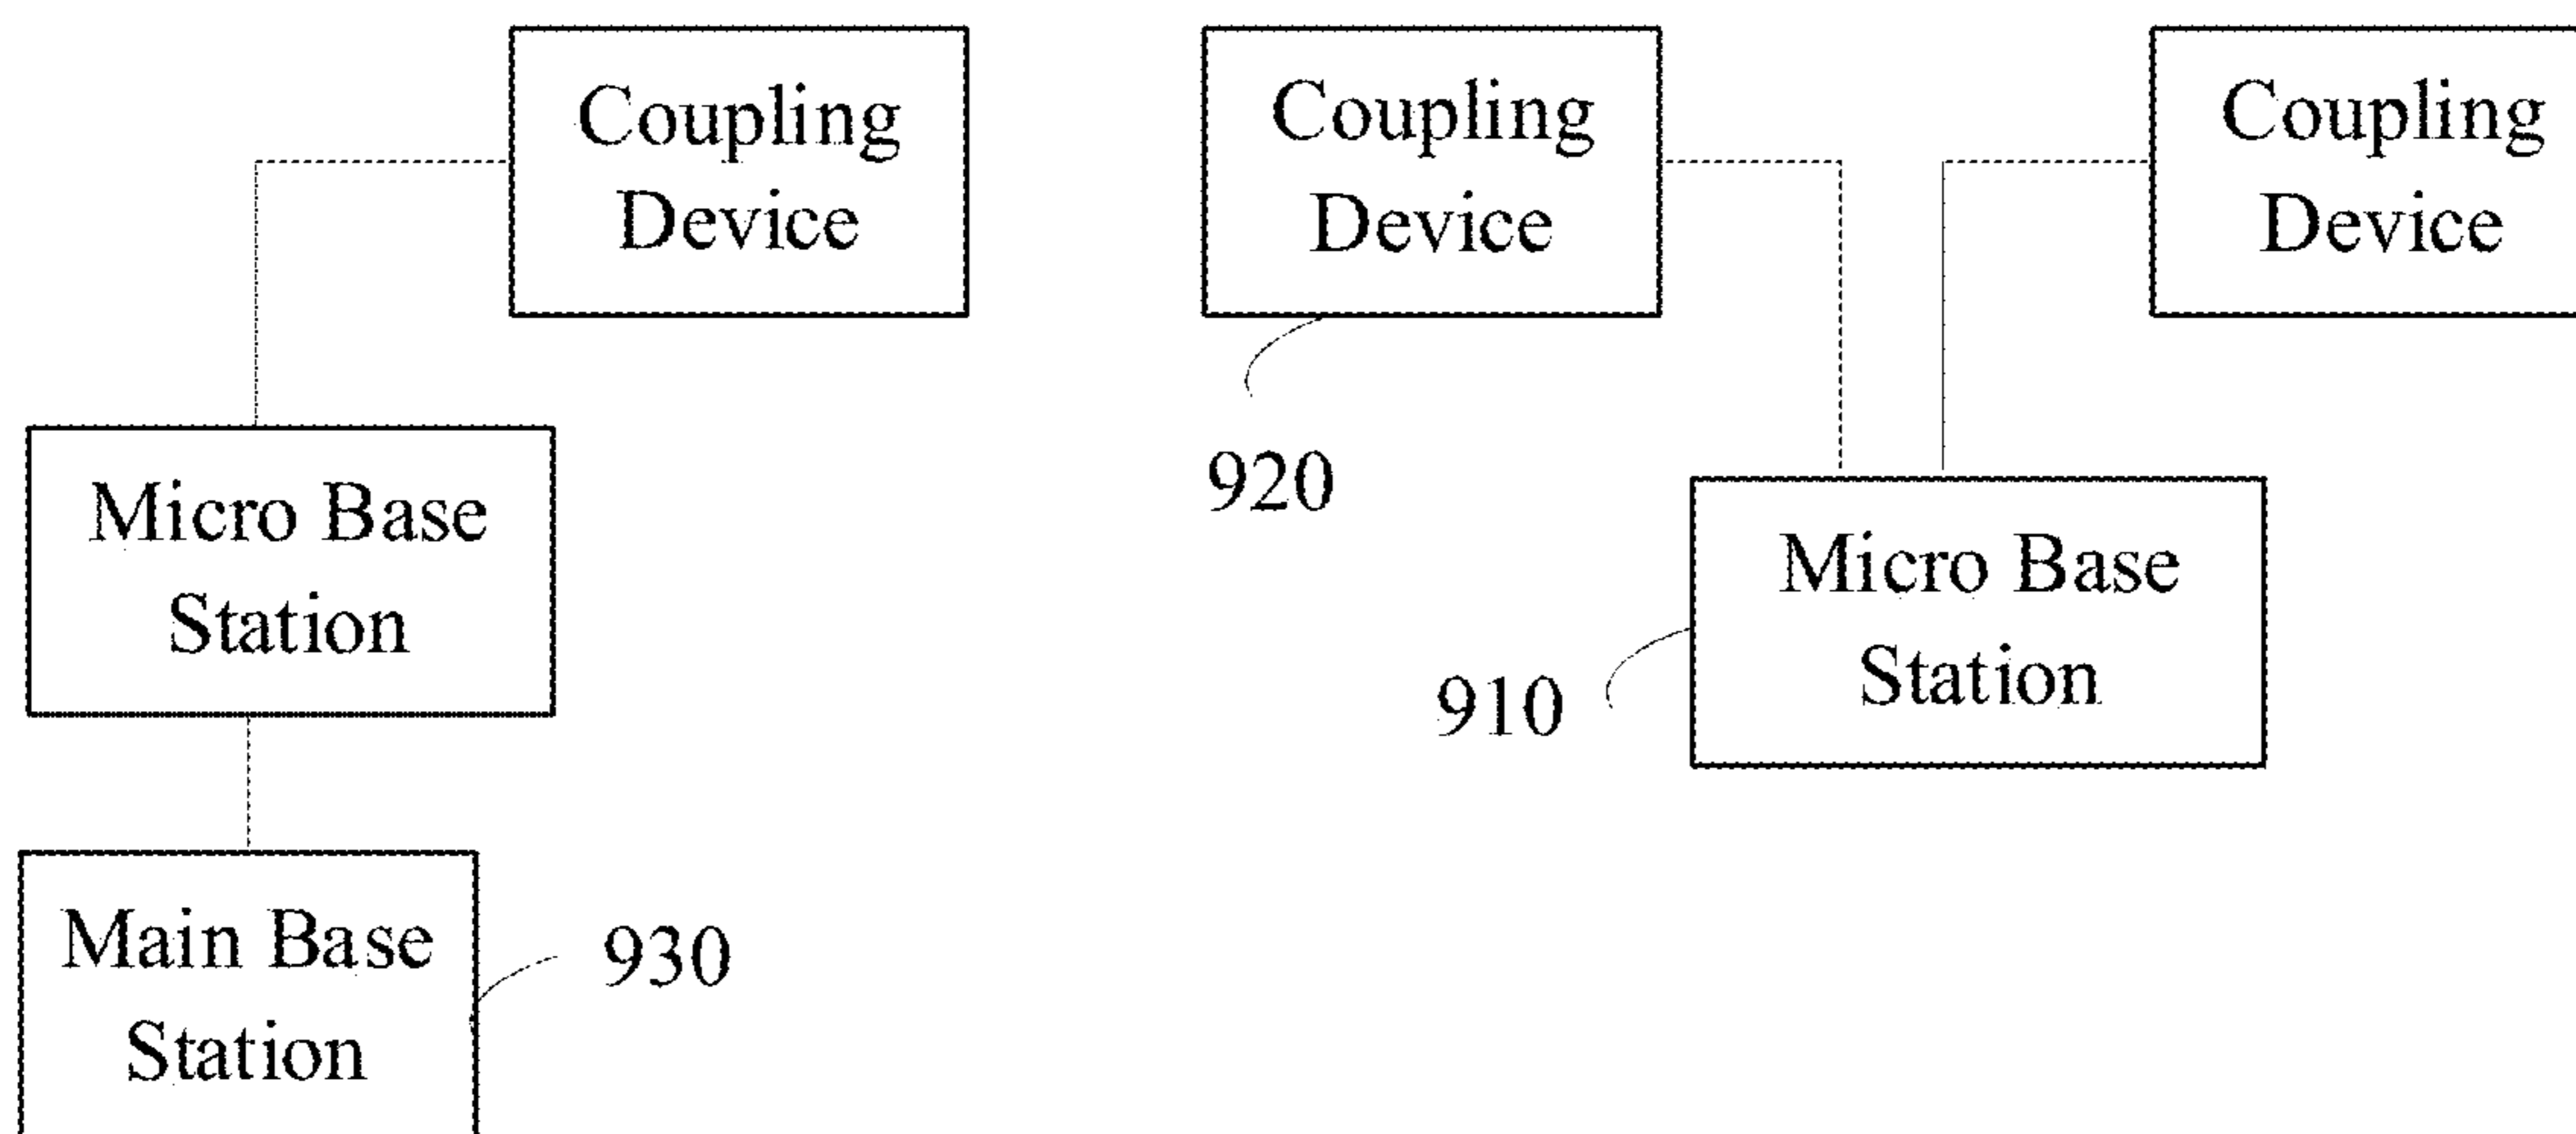 Coupling
Device
Coupling
Device
Coupling
Device
920
Micro Base
Station
Micro Base
Station
910
Main Base
Station
930